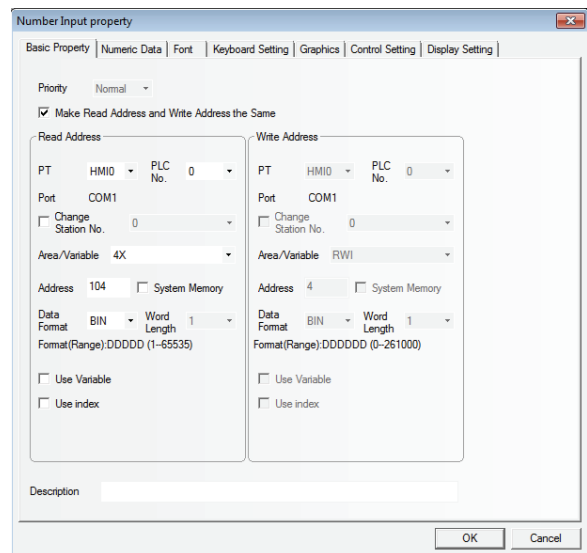 Number Input property
Basic Property Numeric Data Font Keyboard Setting Graphics Control Setting Display Setting
Priority Normal
Make Read Address and Write Address the Same
Read Address
PT HMI0 PLC No. 0
Port COM1
Change Station No. 0
Area/Variable 4X
Address 104 System Memory
Data Format BIN Word Length 1
Format(Range):DDDDD (1--65535)
Use Variable
Use index
Write Address
PT HMI0 PLC No. 0
Port COM1
Change Station No. 0
Area/Variable RWI
Address 4 System Memory
Data Format BIN Word Length 1
Format(Range):DDDDDD (0--261000)
Use Variable
Use index
Description
OK Cancel